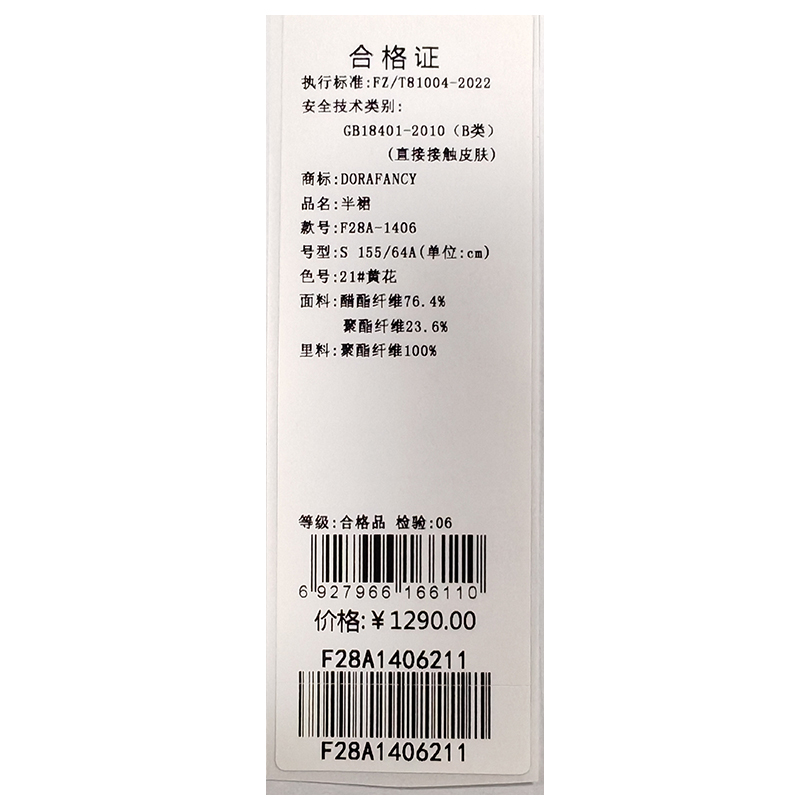 合格证
执行标准:FZ/T81004-2022
安全技术类别:
GB18401-2010（B类）
(直接接触皮肤)
商标:DORAFANCY
品名:半裙
款号:F28A-1406
号型:S 155/64A(单位:cm)
色号:21#黄花
面料:醋酯纤维76.4%
聚酯纤维23.6%
里料:聚酯纤维100%
等级:合格品 检验:06
6 927966 166110
价格:¥1290.00
F28A1406211
F28A1406211